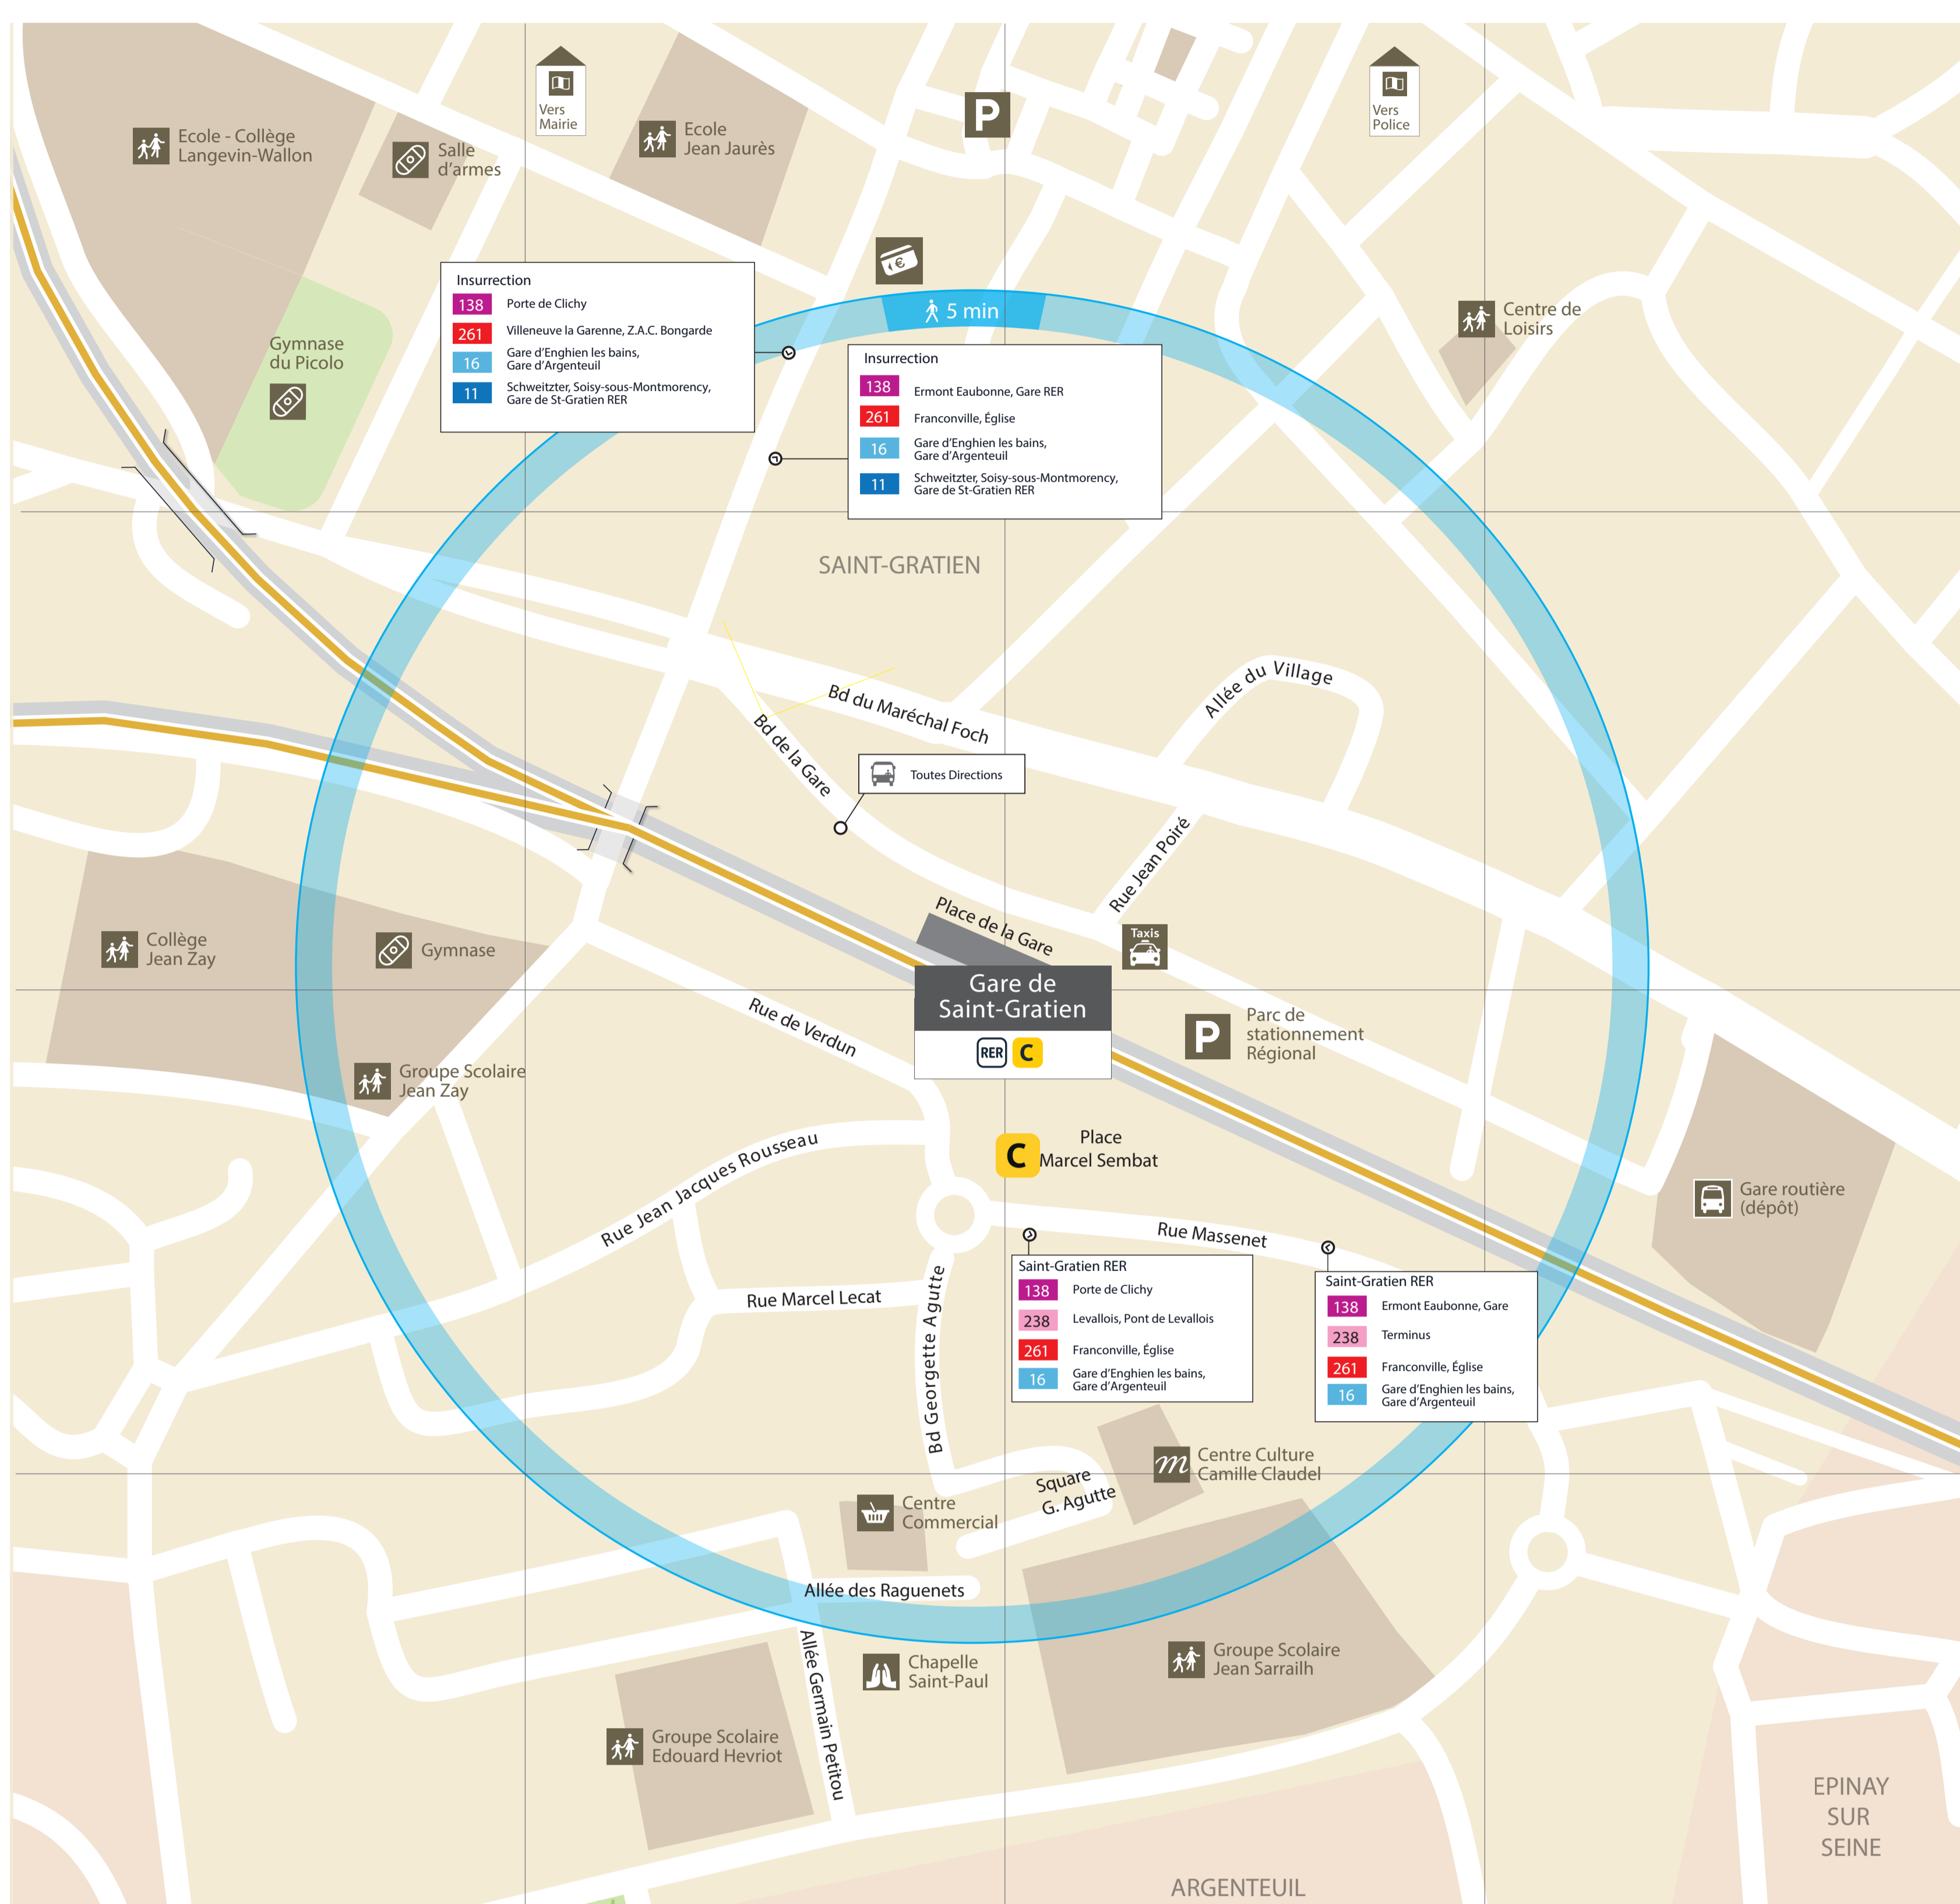 Vers
Mairie
P
Vers
Police
Ecole - Collège
Langevin-Wallon
Salle
d'armes
Ecole
Jean Jaurès
€
Insurrection
138 Porte de Clichy
261 Villeneuve la Garenne, Z.A.C. Bongarde
16 Gare d'Enghien les bains,
Gare d'Argenteuil
11 Schweitzter, Soisy-sous-Montmorency,
Gare de St-Gratien RER
5 min
Centre de
Loisirs
Gymnase
du Picolo
Insurrection
138 Ermont Eaubonne, Gare RER
261 Franconville, Église
16 Gare d'Enghien les bains,
Gare d'Argenteuil
11 Schweitzter, Soisy-sous-Montmorency,
Gare de St-Gratien RER
SAINT-GRATIEN
Allée du Village
Bd du Maréchal Foch
Bd de la Gare
Toutes Directions
Rue Jean Poiré
Place de la Gare
Taxis
Collège
Jean Zay
Gymnase
Gare de
Saint-Gratien
RER C
Rue de Verdun
P
Parc de
stationnement
Régional
Groupe Scolaire
Jean Zay
C
Place
Marcel Sembat
Rue Jean Jacques Rousseau
Gare routière
(dépôt)
Rue Massenet
Rue Marcel Lecat
Bd Georgette Agutte
Saint-Gratien RER
138 Porte de Clichy
238 Levallois, Pont de Levallois
261 Franconville, Église
16 Gare d'Enghien les bains,
Gare d'Argenteuil
Saint-Gratien RER
138 Ermont Eaubonne, Gare
238 Terminus
261 Franconville, Église
16 Gare d'Enghien les bains,
Gare d'Argenteuil
m
Centre Culture
Camille Claudel
Square
G. Agutte
Centre
Commercial
Allée des Raguenets
Allée Germain Petitou
Chapelle
Saint-Paul
Groupe Scolaire
Jean Sarrailh
Groupe Scolaire
Edouard Hevriot
EPINAY
SUR
SEINE
ARGENTEUIL